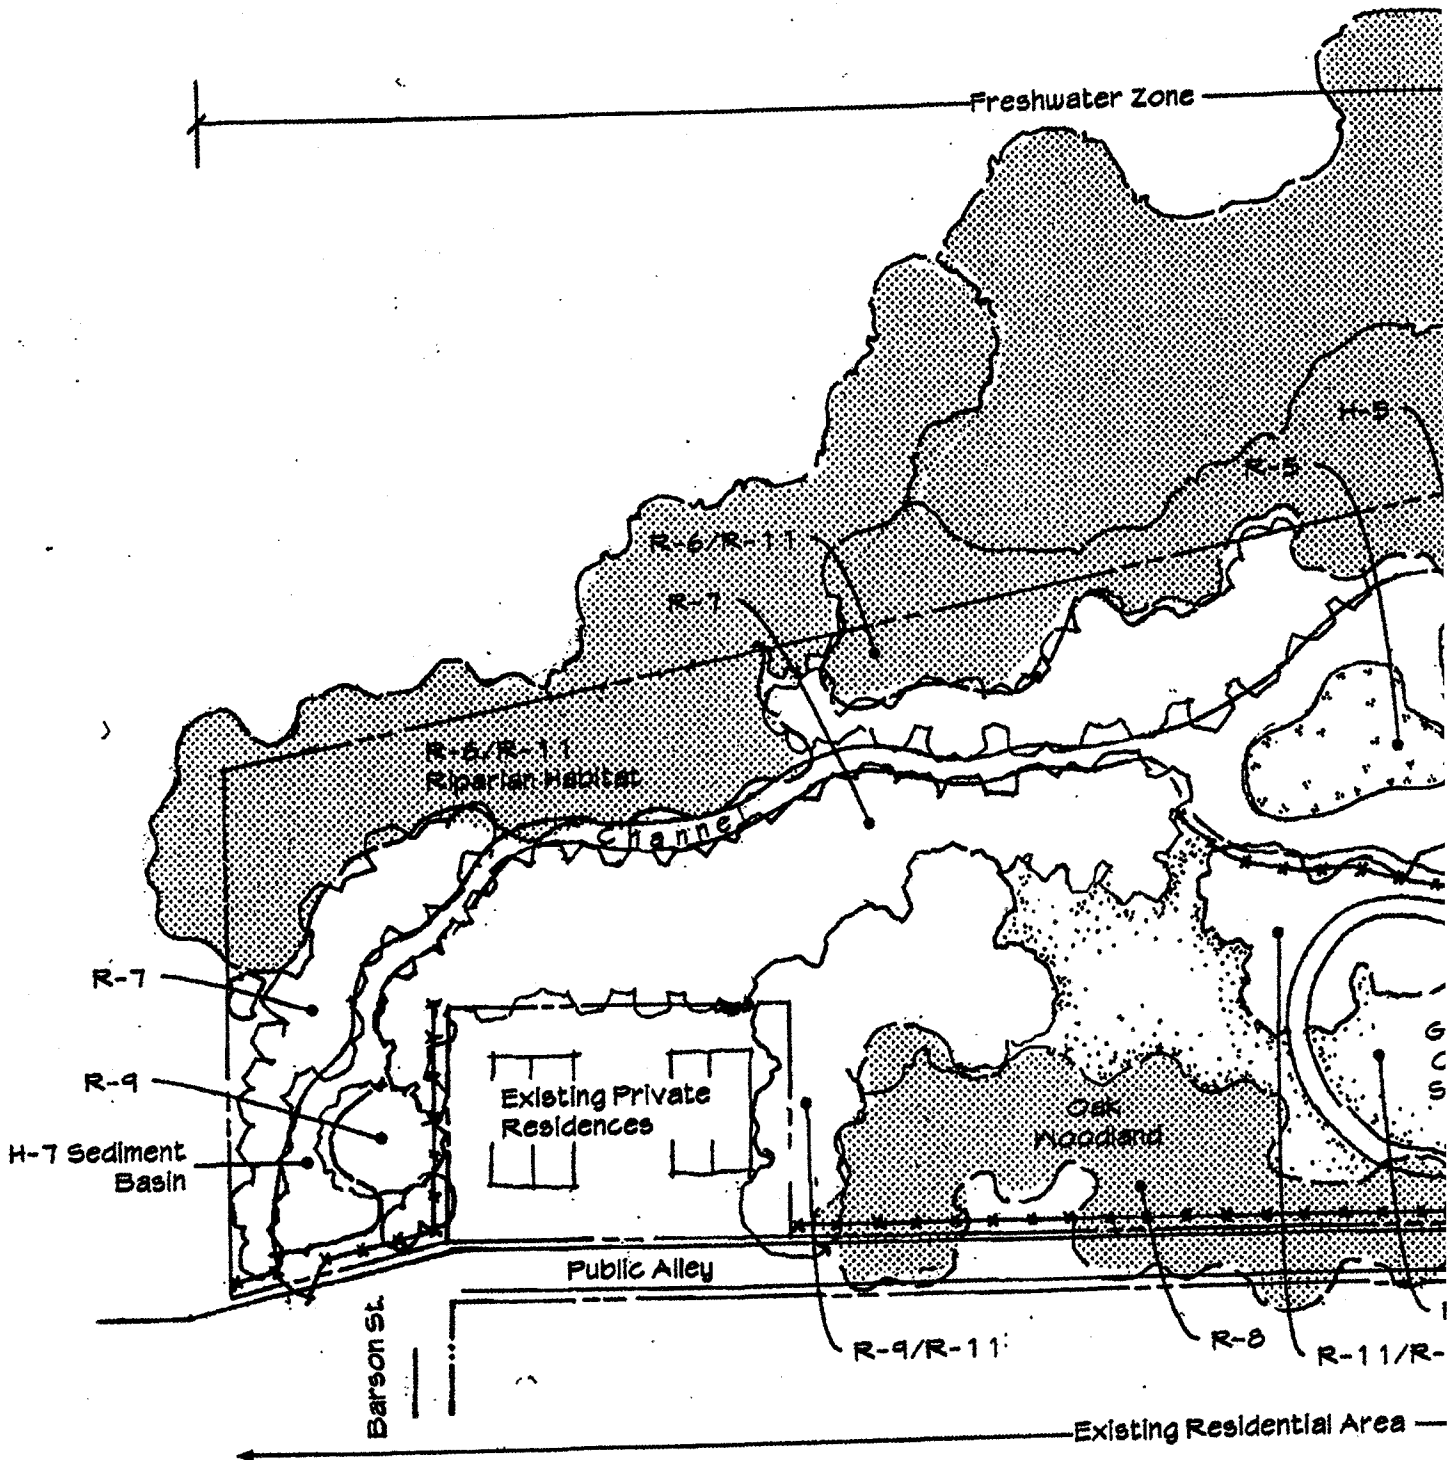 Freshwater Zone
H-5
R-5
R-6/R-11
R-7
R-6/R-11
Riparian Habitat
Channel
R-7
R-9
Existing Private
Residences
Oak
Woodland
G
C
S
H-7 Sediment
Basin
Public Alley
Barson St.
R-9/R-11
R-8
R-11/R-
Existing Residential Area